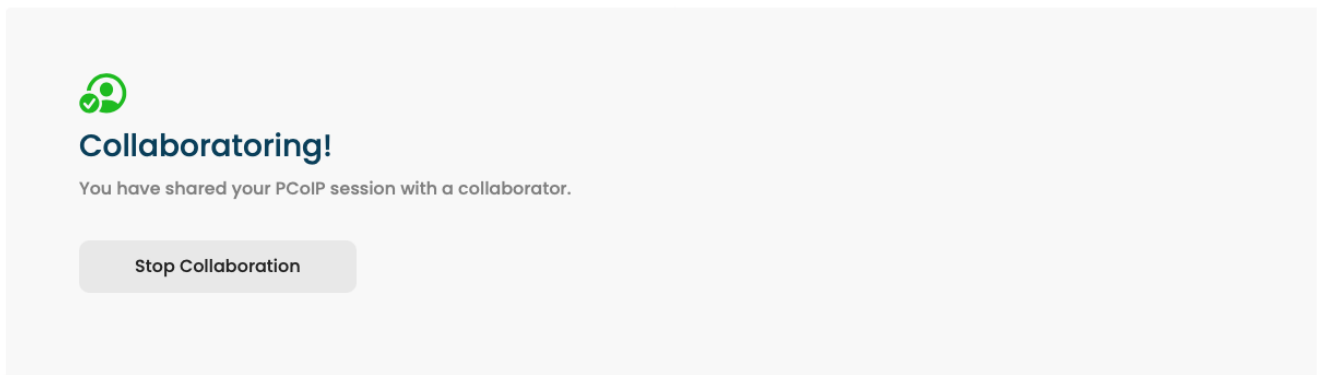 Collaboratoring!
You have shared your PCoIP session with a collaborator.
Stop Collaboration